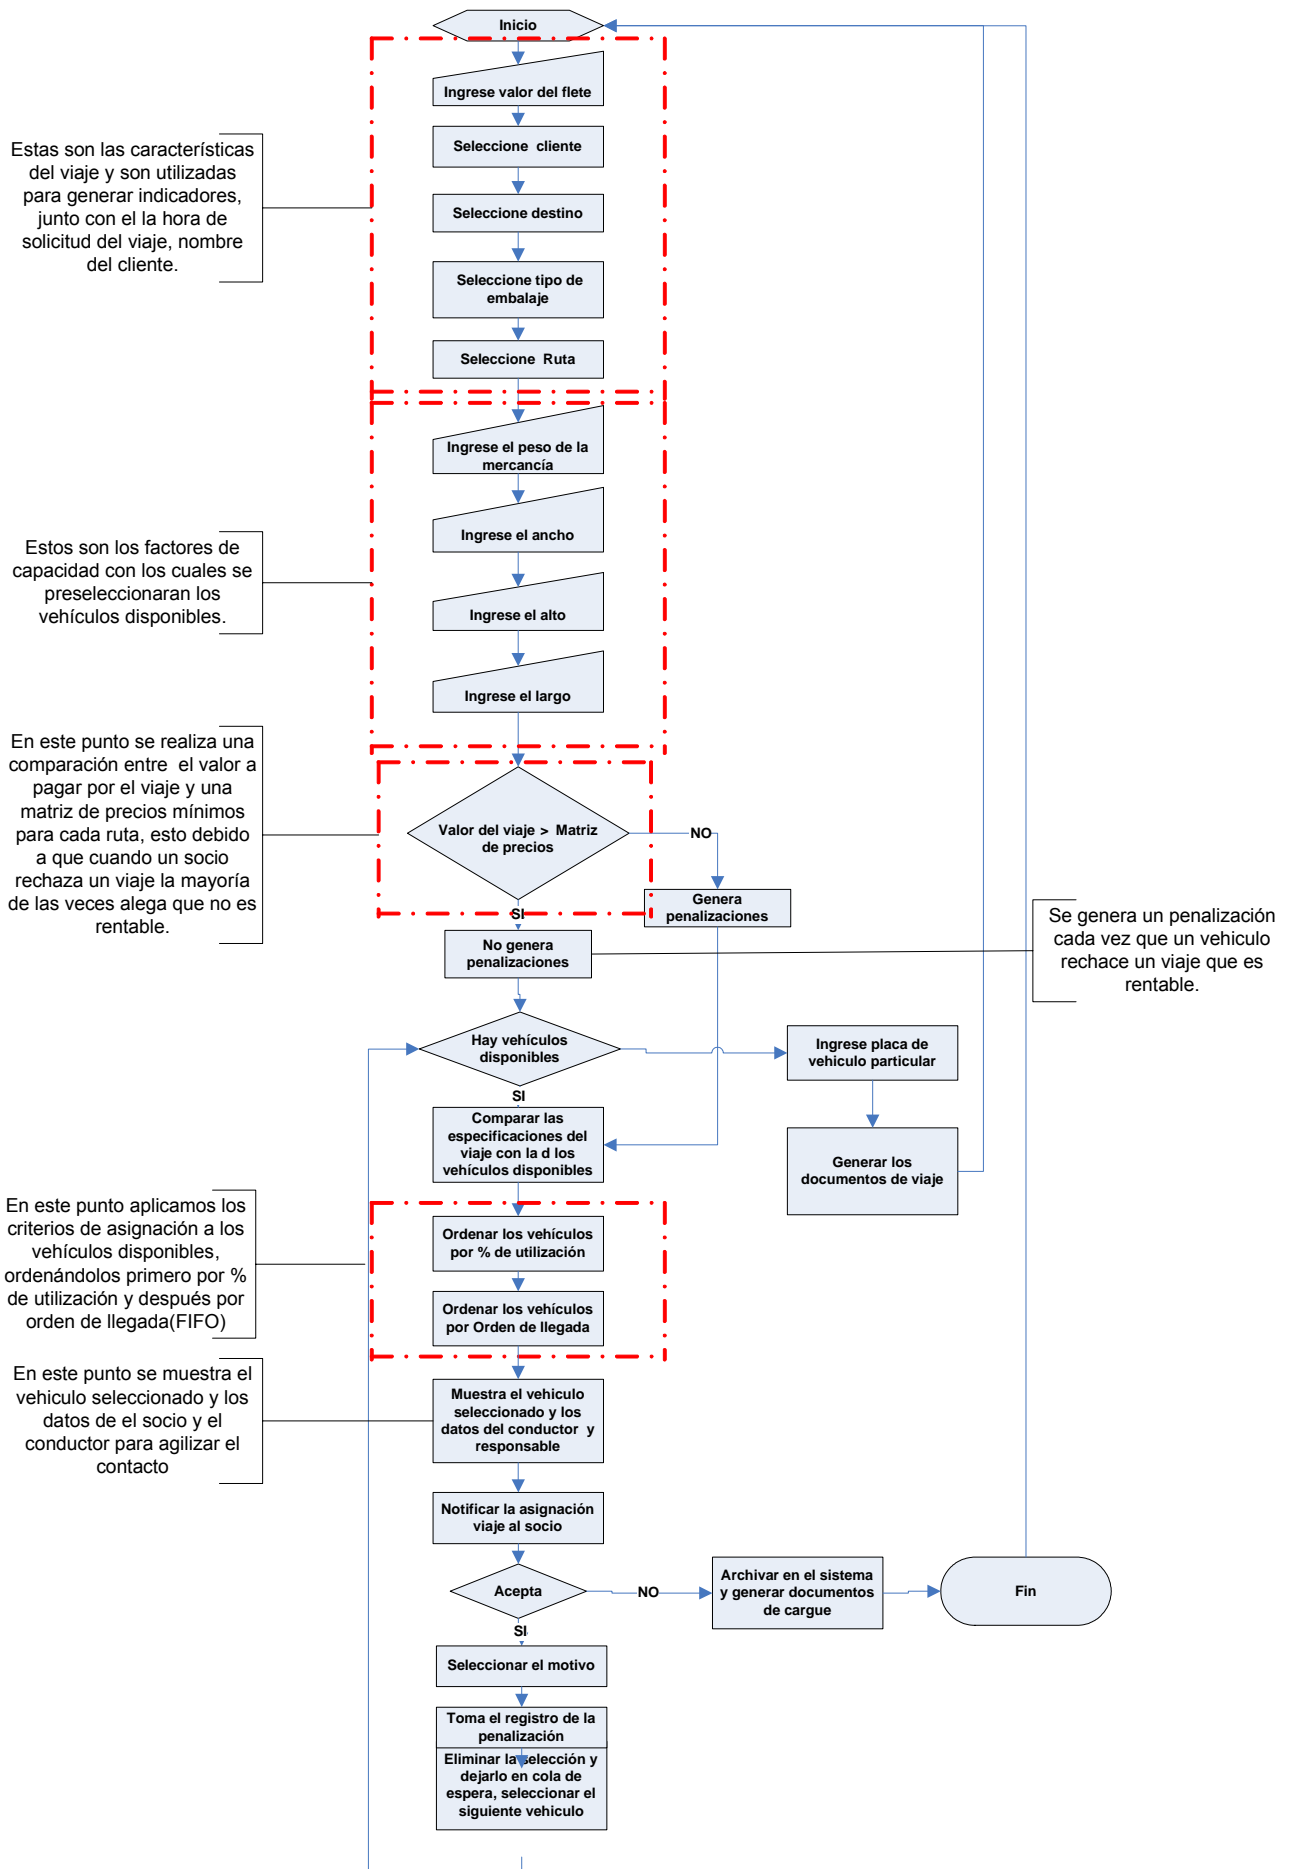 Inicio
Ingrese valor del flete
Seleccione cliente
Seleccione destino
Seleccione tipo de
embalaje
Seleccione Ruta
Estas son las características
del viaje y son utilizadas
para generar indicadores,
junto con el la hora de
solicitud del viaje, nombre
del cliente.
Ingrese el peso de la
mercancía
Ingrese el ancho
Ingrese el alto
Ingrese el largo
Estos son los factores de
capacidad con los cuales se
preseleccionaran los
vehículos disponibles.
En este punto se realiza una
comparación entre el valor a
pagar por el viaje y una
matriz de precios mínimos
para cada ruta, esto debido
a que cuando un socio
rechaza un viaje la mayoría
de las veces alega que no es
rentable.
Valor del viaje > Matriz
de precios
NO
Genera
penalizaciones
SI
No genera
penalizaciones
Se genera un penalización
cada vez que un vehiculo
rechace un viaje que es
rentable.
Hay vehículos
disponibles
Ingrese placa de
vehiculo particular
SI
Comparar las
especificaciones del
viaje con la d los
vehículos disponibles
Generar los
documentos de viaje
En este punto aplicamos los
criterios de asignación a los
vehículos disponibles,
ordenándolos primero por %
de utilización y después por
orden de llegada(FIFO)
Ordenar los vehículos
por % de utilización
Ordenar los vehículos
por Orden de llegada
En este punto se muestra el
vehiculo seleccionado y los
datos de el socio y el
conductor para agilizar el
contacto
Muestra el vehiculo
seleccionado y los
datos del conductor y
responsable
Notificar la asignación
viaje al socio
Acepta
NO
Archivar en el sistema
y generar documentos
de cargue
Fin
SI
Seleccionar el motivo
Toma el registro de la
penalización
Eliminar la selección y
dejarlo en cola de
espera, seleccionar el
siguiente vehiculo